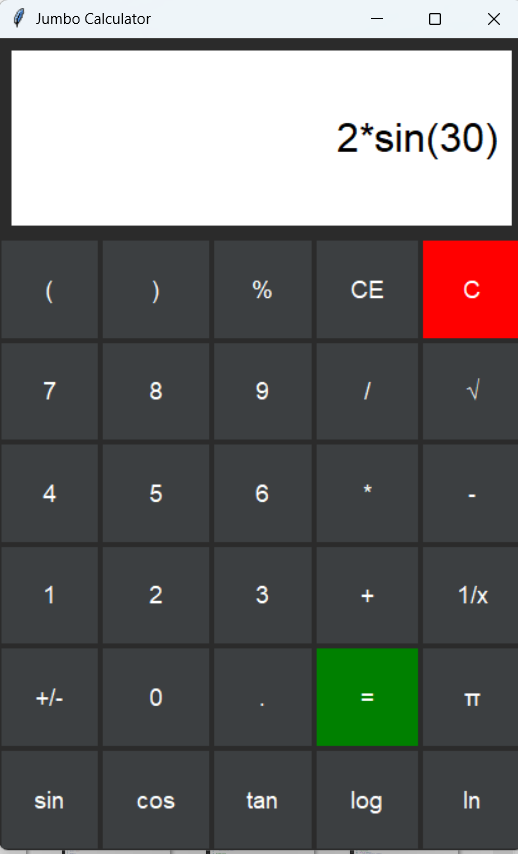 Jumbo Calculator
2*sin(30)
( ) % CE C
7 8 9 / √
4 5 6 * -
1 2 3 + 1/x
+/- 0 . = π
sin cos tan log ln